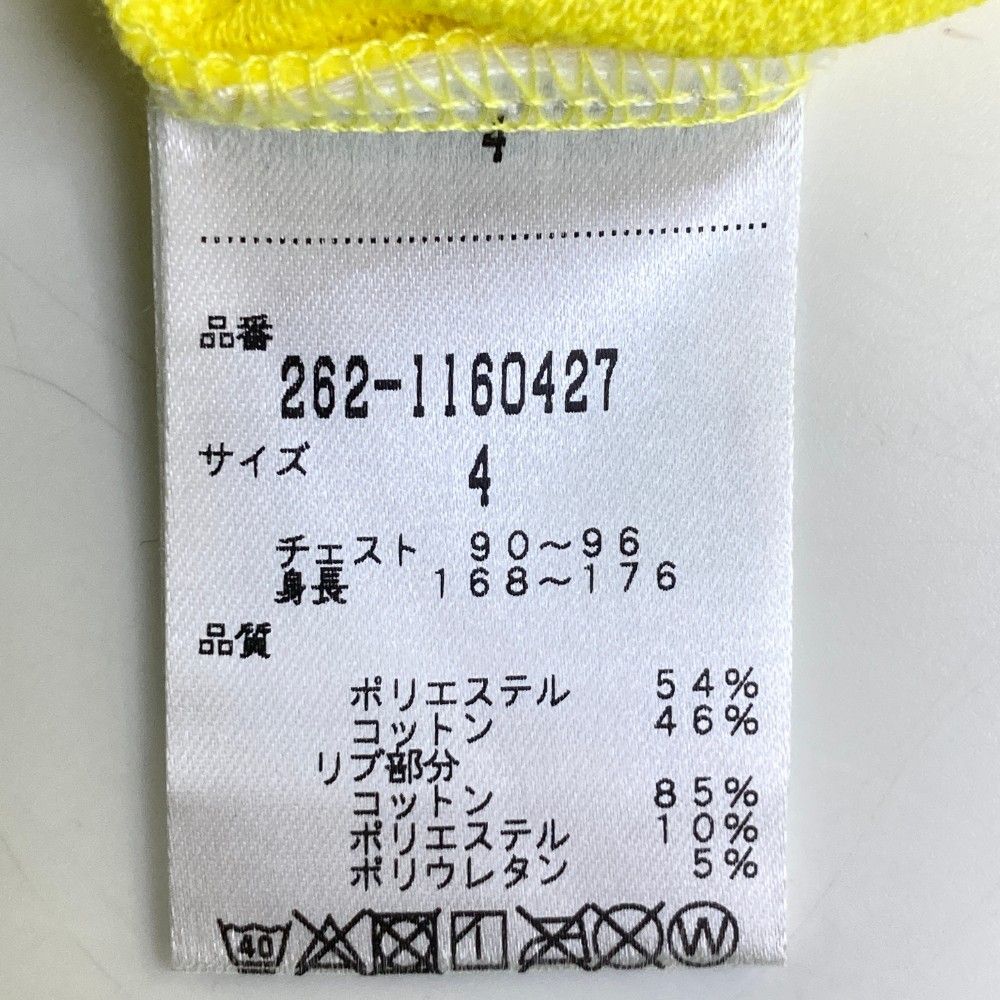 4
品番
262-1160427
サイズ 4
チェスト 90～96
身長 168～176
品質
ポリエステル 54%
コットン 46%
リブ部分
コットン 85%
ポリエステル 10%
ポリウレタン 5%
40 W